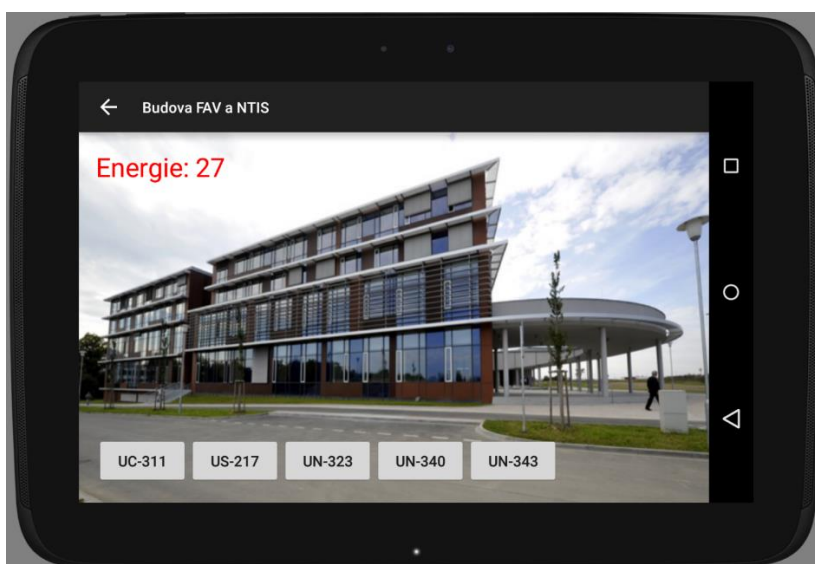 Budova FAV a NTIS
Energie: 27
UC-311 US-217 UN-323 UN-340 UN-343